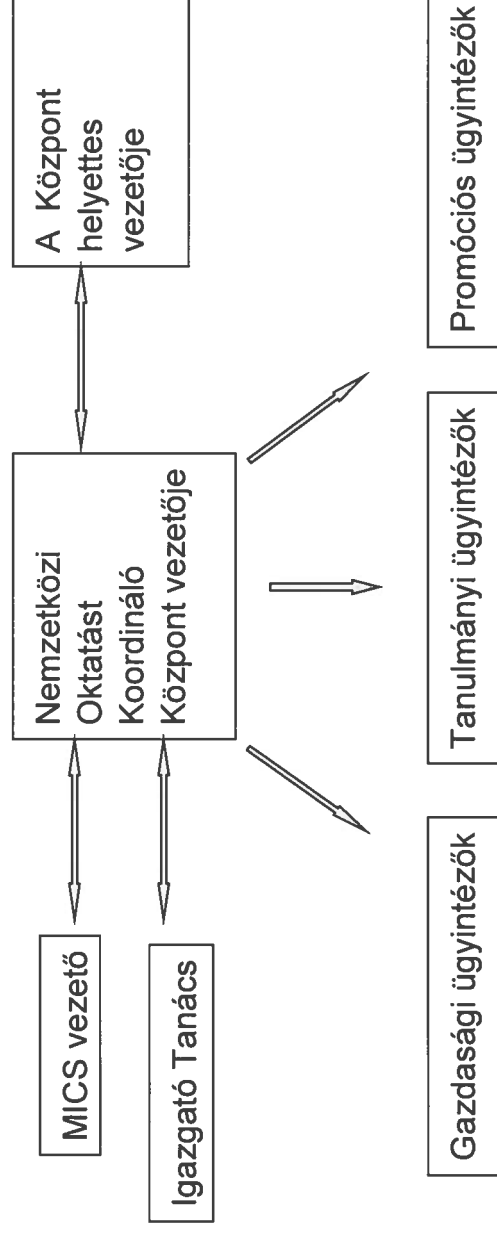 MICS vezető
Igazgató Tanács
Nemzetközi
Oktatást
Koordináló
Központ vezetője
A Központ
helyettes
vezetője
Gazdasági ügyintézők
Tanulmányi ügyintézők
Promóciós ügyintézők